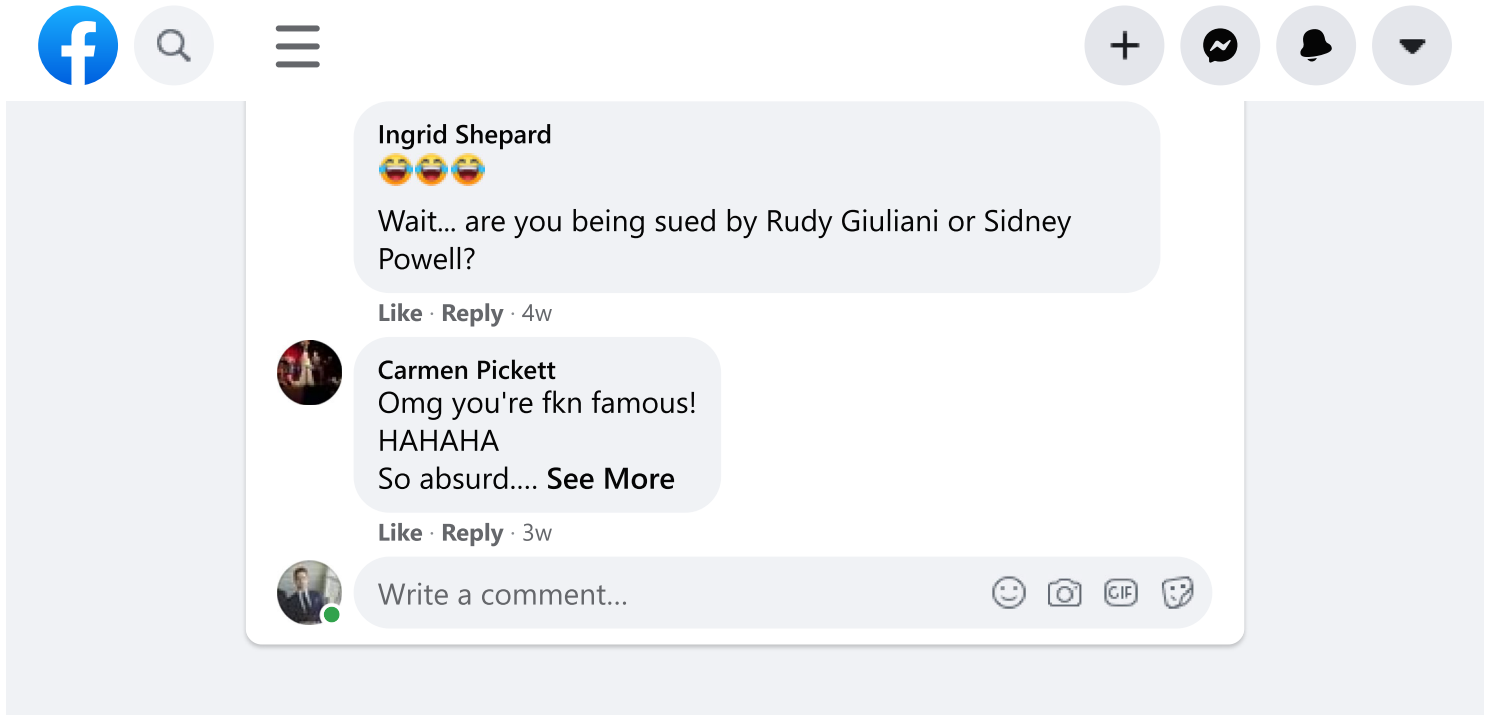 Ingrid Shepard
😂😂😂
Wait... are you being sued by Rudy Giuliani or Sidney
Powell?
Like · Reply · 4w
Carmen Pickett
Omg you're fkn famous!
HAHAHA
So absurd.... See More
Like · Reply · 3w
Write a comment...
GIF